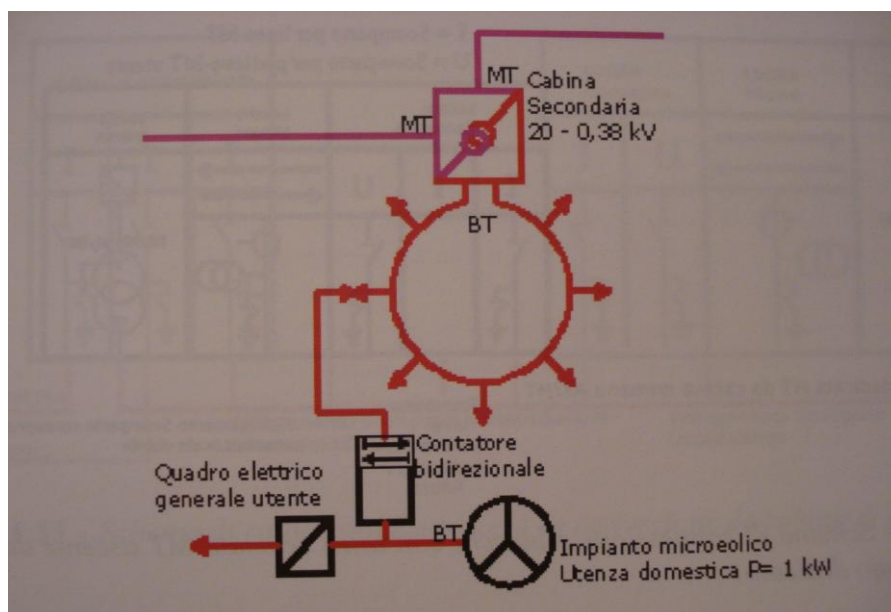 MT
Cabina
Secondaria
20 - 0,38 kV
MT
BT
Contatore
bidirezionale
Quadro elettrico
generale utente
BT
Impianto microeolico
Utenza domestica P= 1 kW